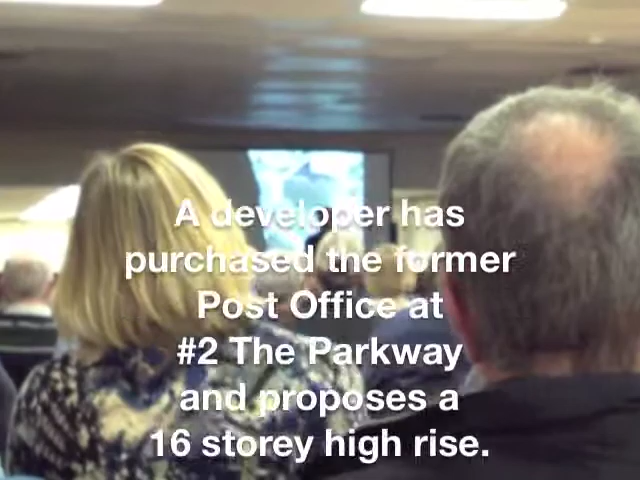 A developer has
purchased the former
Post Office at
#2 The Parkway
and proposes a
16 storey high rise.